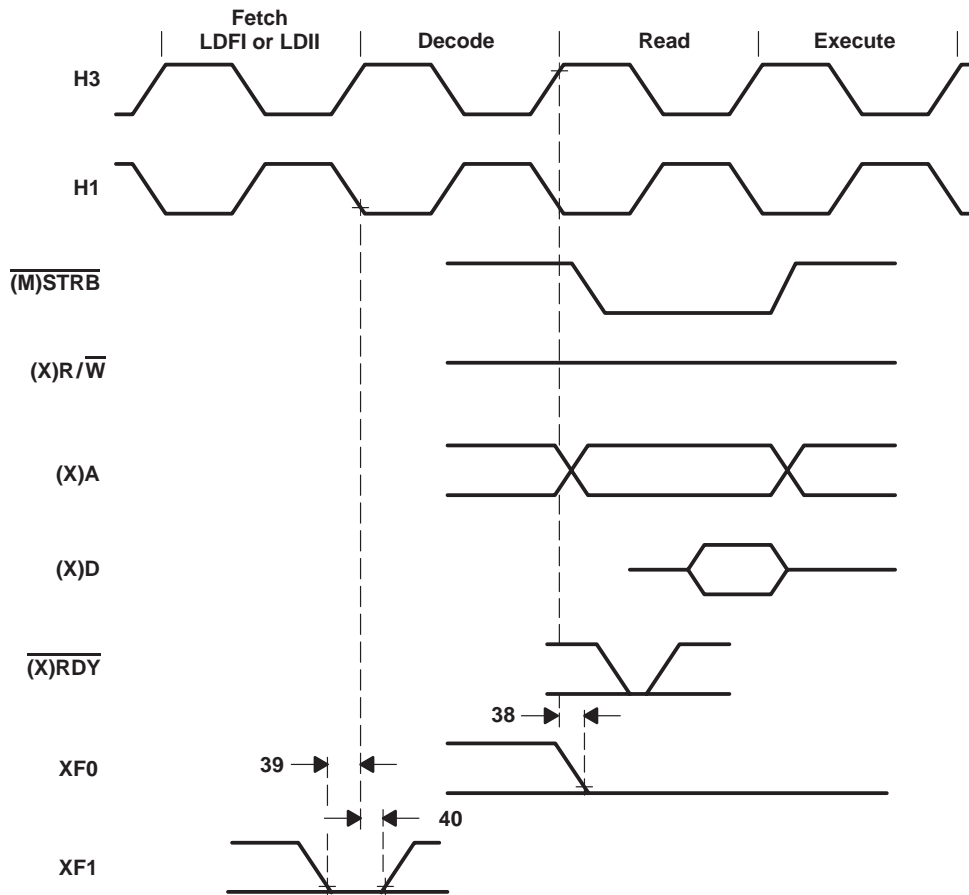 Fetch
LDFI or LDII
Decode
Read
Execute
H3
H1
(M)STRB
(X)R/W
(X)A
(X)D
(X)RDY
38
XF0
39
40
XF1